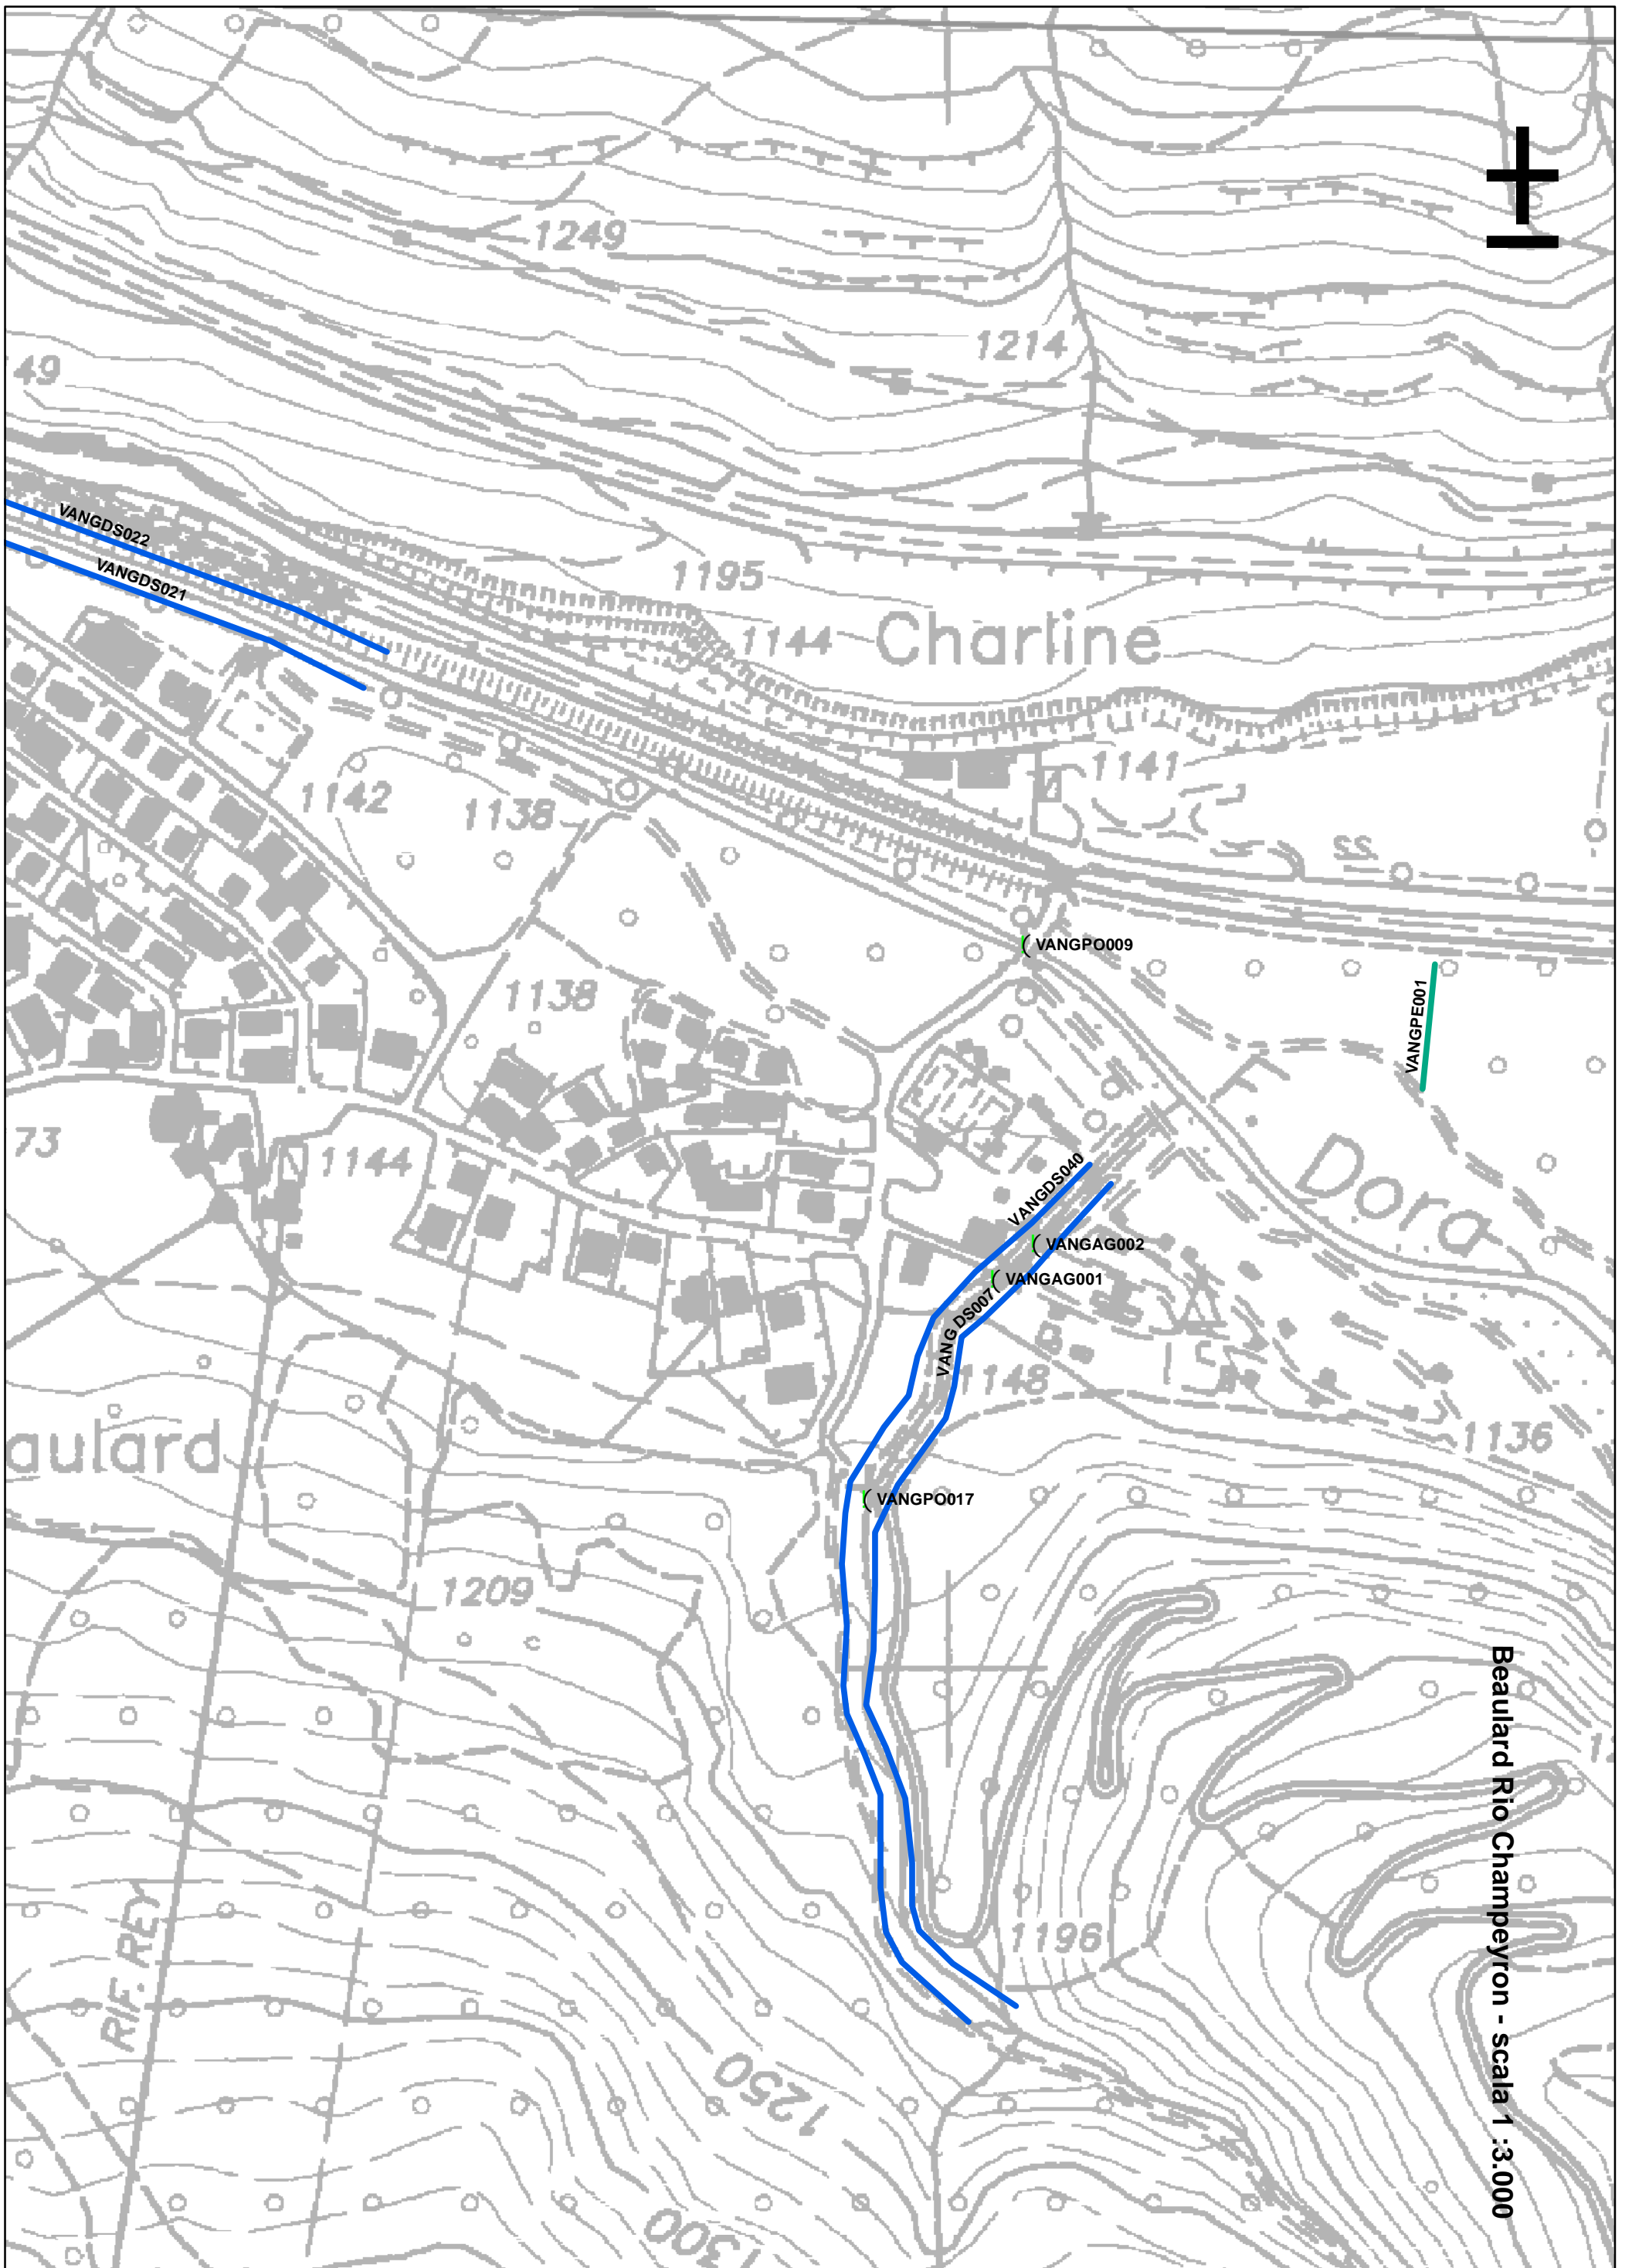 1249
1214
49
VANGDS022
VANGDS021
1195
1144
Charline
1141
1142
1138
SS
VANGPO009
1138
VANGPE001
73
1144
Dora
VANGDS040
VANGAG002
VANGAG001
VANG DS007
1148
1136
aulard
VANGPO017
1209
Beaulard Rio Champeyron - scala 1 :3.000
12
1196
RIF. REY
1250
1300